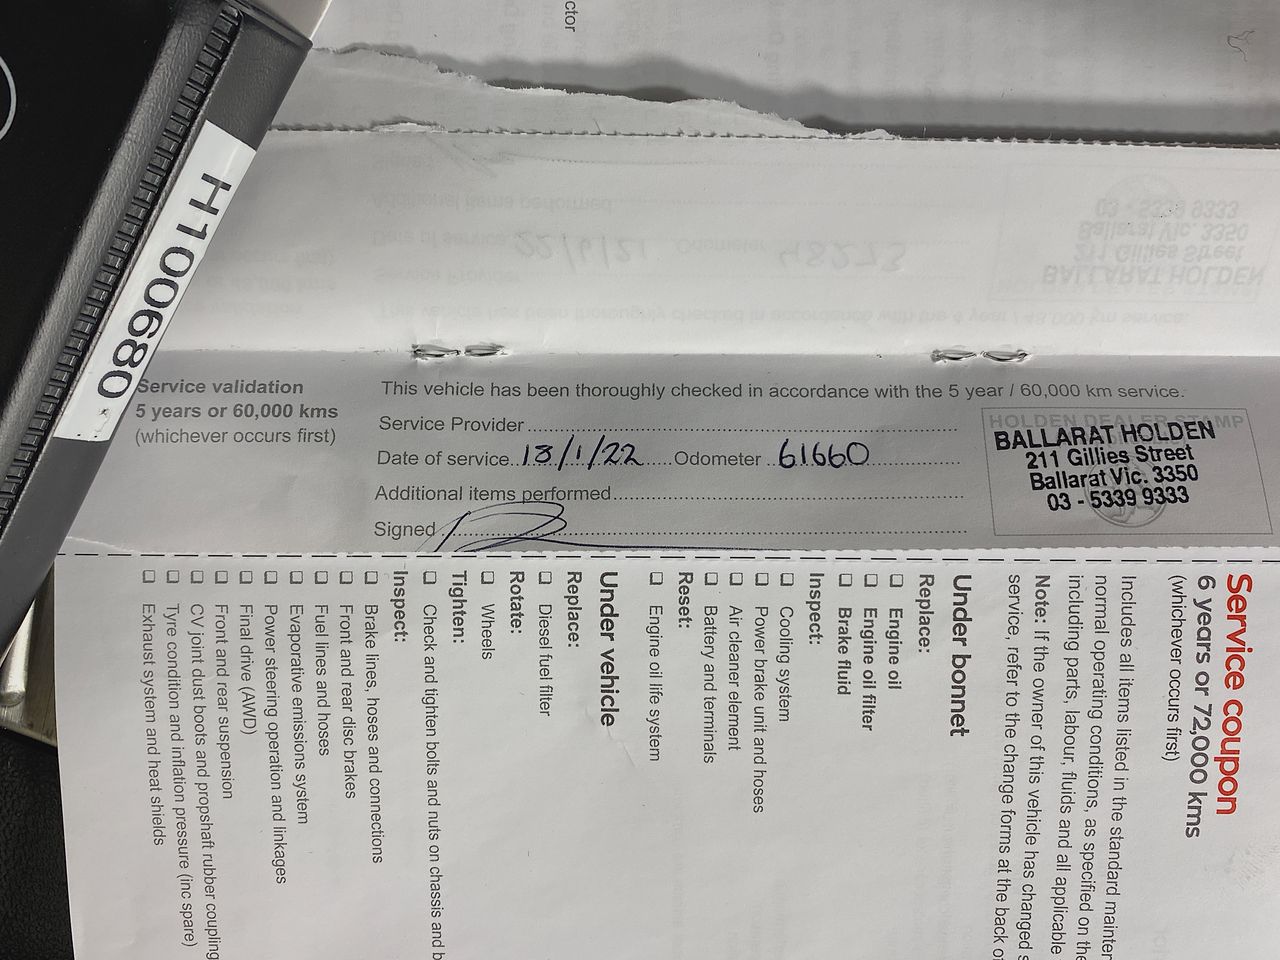 ctor
H100680
Service validation
5 years or 60,000 kms
(whichever occurs first)
This vehicle has been thoroughly checked in accordance with the 5 year / 60,000 km service.
Service Provider
Date of service 18/1/22 Odometer 61660
Additional items performed
Signed
HOLDEN DEALER STAMP
BALLARAT HOLDEN
211 Gillies Street
Ballarat Vic. 3350
03 - 5339 9333
Service coupon
6 years or 72,000 kms
(whichever occurs first)
Includes all items listed in the standard mainten
normal operating conditions, as specified on the
including parts, labour, fluids and all applicable
Note: If the owner of this vehicle has changed s
service, refer to the change forms at the back of
Under bonnet
Replace:
❑ Engine oil
❑ Engine oil filter
❑ Brake fluid
Inspect:
❑ Cooling system
❑ Power brake unit and hoses
❑ Air cleaner element
❑ Battery and terminals
Reset:
❑ Engine oil life system
Under vehicle
Replace:
❑ Diesel fuel filter
Rotate:
❑ Wheels
Tighten:
❑ Check and tighten bolts and nuts on chassis and b
Inspect:
❑ Brake lines, hoses and connections
❑ Front and rear disc brakes
❑ Fuel lines and hoses
❑ Evaporative emissions system
❑ Power steering operation and linkages
❑ Final drive (AWD)
❑ Front and rear suspension
❑ CV joint dust boots and propshaft rubber coupling
❑ Tyre condition and inflation pressure (inc spare)
❑ Exhaust system and heat shields